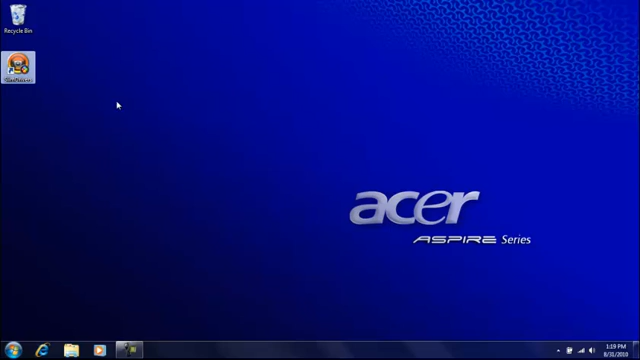 Recycle Bin
acer
ASPIRE Series
1:19 PM
8/31/2010